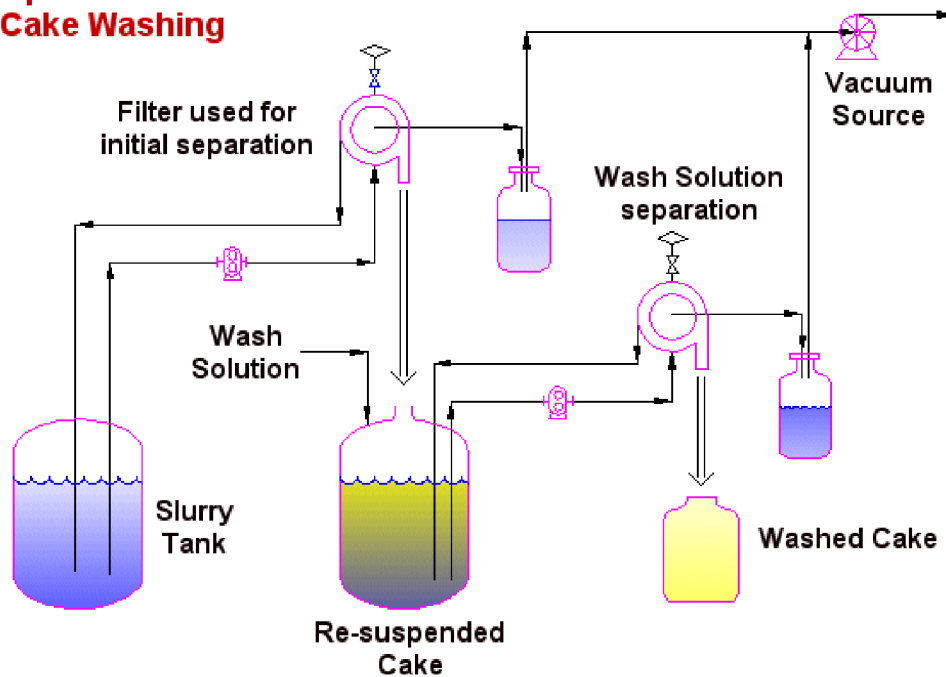 Cake Washing
Filter used for
initial separation
Vacuum
Source
Wash Solution
separation
Wash
Solution
Slurry
Tank
Washed Cake
Re-suspended
Cake